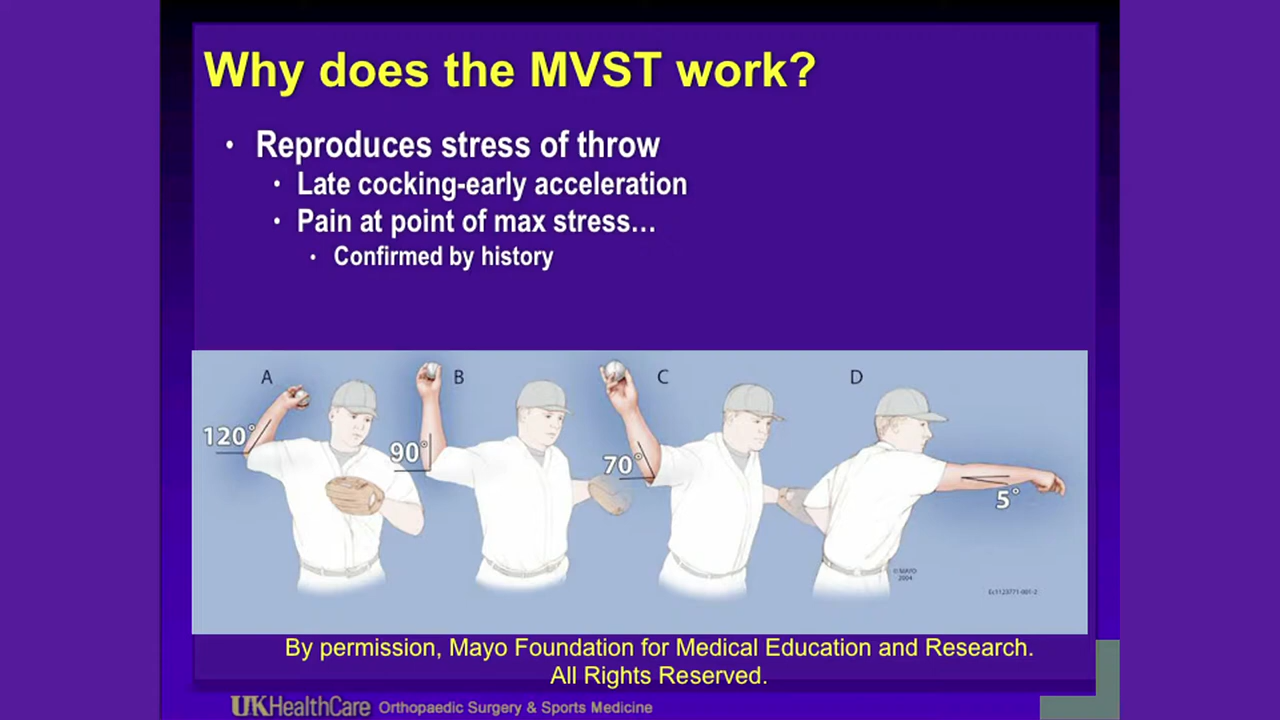 Why does the MVST work?
• Reproduces stress of throw
• Late cocking-early acceleration
• Pain at point of max stress...
• Confirmed by history
A
B
C
D
120°
90°
70°
5°
© MAYO
2004
By permission, Mayo Foundation for Medical Education and Research.
All Rights Reserved.
UKHealthCare Orthopaedic Surgery & Sports Medicine